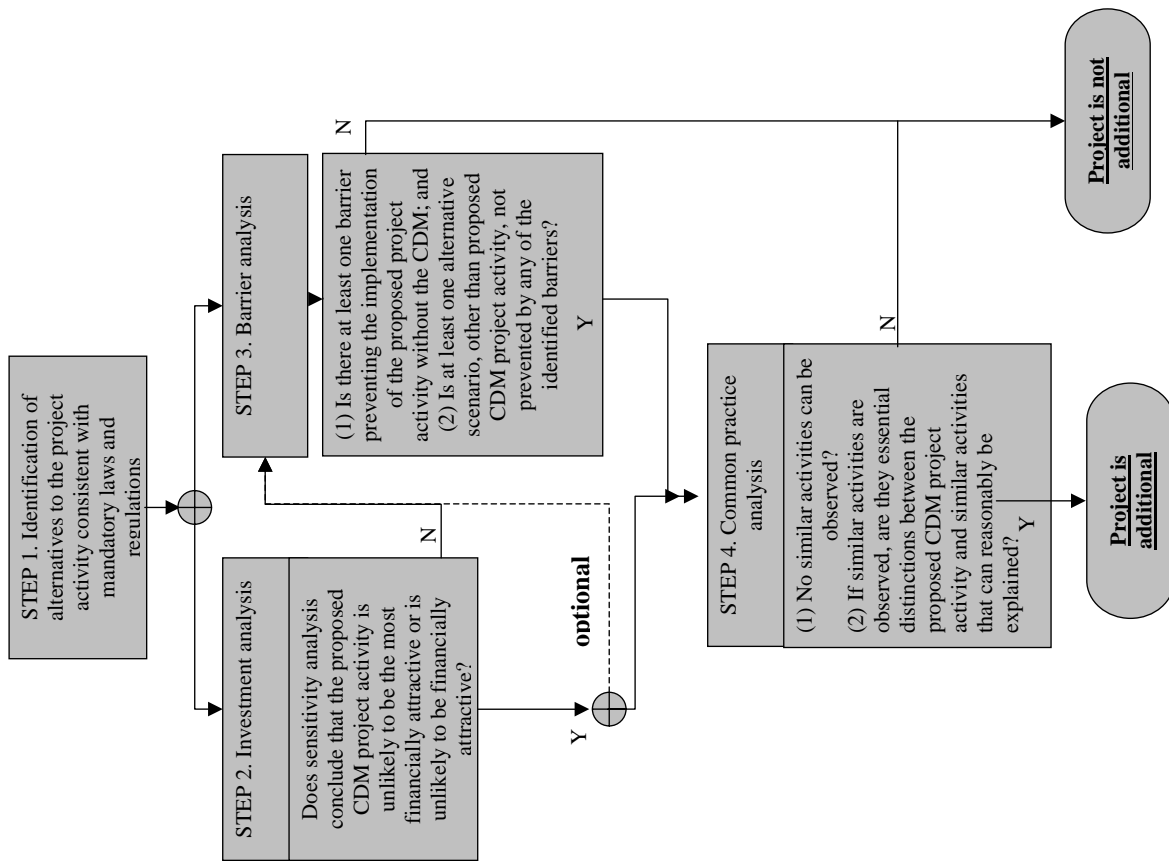 STEP 1. Identification of
alternatives to the project
activity consistent with
mandatory laws and
regulations
STEP 2. Investment analysis
Does sensitivity analysis
conclude that the proposed
CDM project activity is
unlikely to be the most
financially attractive or is
unlikely to be financially
attractive?
N
Y
optional
STEP 3. Barrier analysis
(1) Is there at least one barrier
preventing the implementation
of the proposed project
activity without the CDM; and
(2) Is at least one alternative
scenario, other than proposed
CDM project activity, not
prevented by any of the
identified barriers?
N
Y
STEP 4. Common practice
analysis
(1) No similar activities can be
observed?
(2) If similar activities are
observed, are they essential
distinctions between the
proposed CDM project
activity and similar activities
that can reasonably be
explained?
N
Y
Project is
additional
Project is not
additional